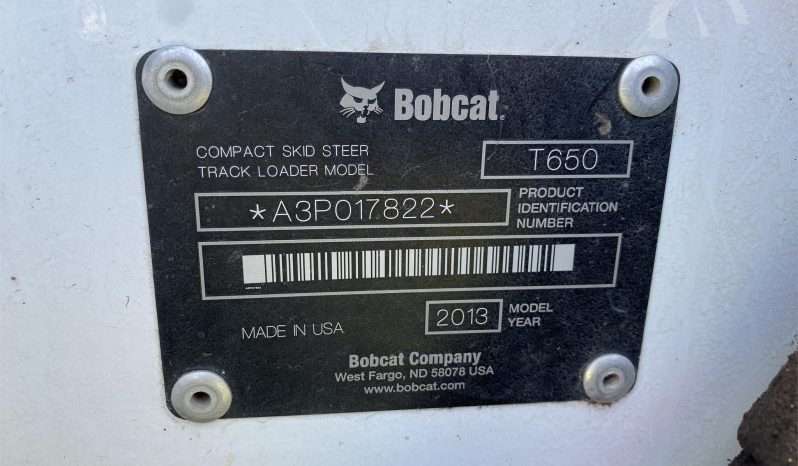 Bobcat.
COMPACT SKID STEER
TRACK LOADER MODEL
T650
*A3P017822*
PRODUCT
IDENTIFICATION
NUMBER
MADE IN USA
2013
MODEL
YEAR
Bobcat Company
West Fargo, ND 58078 USA
www.bobcat.com